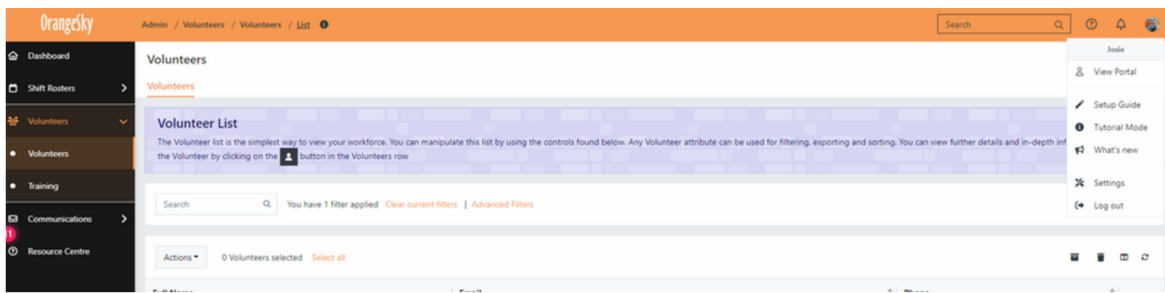 OrangeSky
Admin / Volunteers / Volunteers / List
Search
Josie
Dashboard
Volunteers
View Portal
Shift Rosters
Volunteers
Setup Guide
Volunteers
Volunteer List
Tutorial Mode
The Volunteer list is the simplest way to view your workforce. You can manipulate this list by using the controls found below. Any Volunteer attribute can be used for filtering, exporting and sorting. You can view further details and in-depth
What's new
Volunteers
the Volunteer by clicking on the button in the Volunteers row
Training
Settings
Search
You have 1 filter applied Clear current filters | Advanced Filters
Log out
Communications
Resource Centre
Actions
0 Volunteers selected Select all
Full Name
Email
Phone